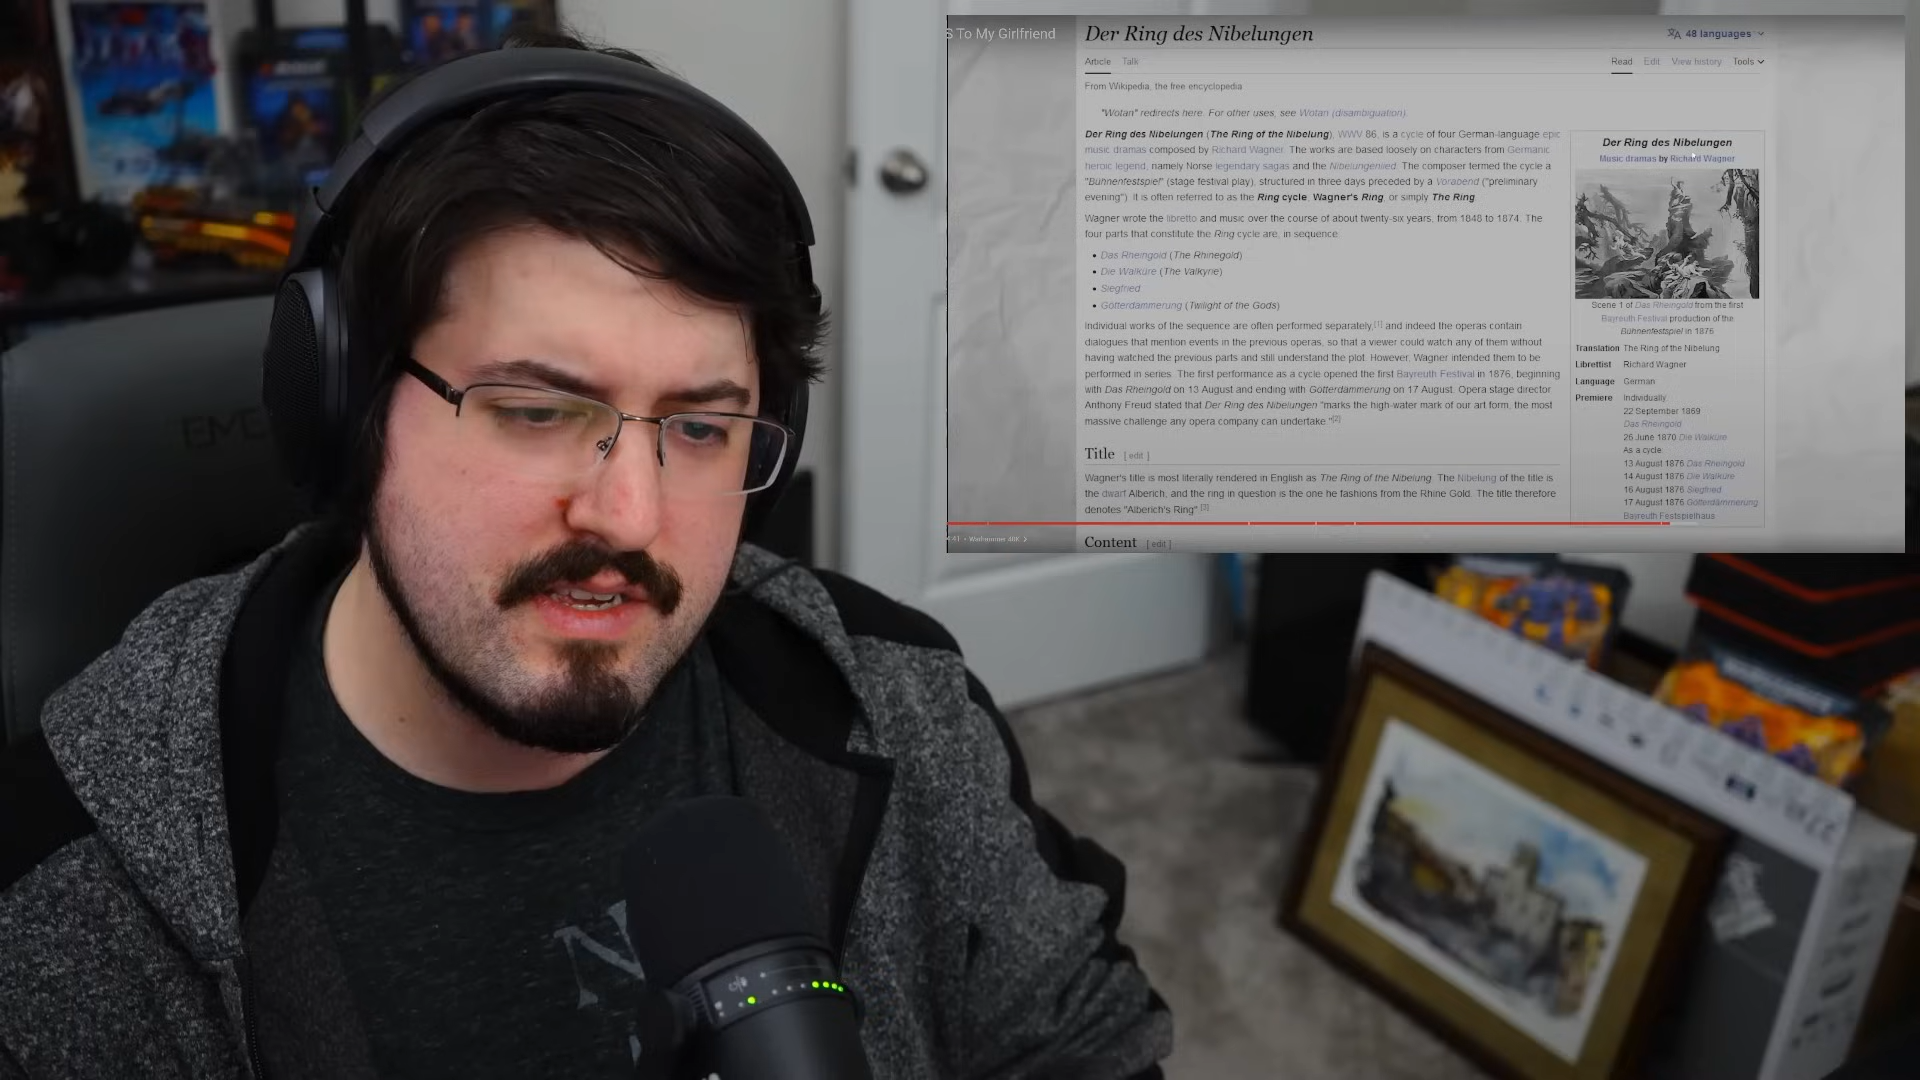 S To My Girlfriend
Der Ring des Nibelungen
48 languages
Article Talk
Read Edit View history Tools
From Wikipedia, the free encyclopedia
"Wotan" redirects here. For other uses, see Wotan (disambiguation).
Der Ring des Nibelungen (The Ring of the Nibelung), WWV 86, is a cycle of four German-language epic
music dramas composed by Richard Wagner. The works are based loosely on characters from Germanic
heroic legend, namely Norse legendary sagas and the Nibelungenlied. The composer termed the cycle a
"Bühnenfestspiel" (stage festival play), structured in three days preceded by a Vorabend ("preliminary
evening"). It is often referred to as the Ring cycle, Wagner's Ring, or simply The Ring.
Wagner wrote the libretto and music over the course of about twenty-six years, from 1848 to 1874. The
four parts that constitute the Ring cycle are, in sequence:
• Das Rheingold (The Rhinegold)
• Die Walküre (The Valkyrie)
• Siegfried
• Götterdämmerung (Twilight of the Gods)
Individual works of the sequence are often performed separately,[1] and indeed the operas contain
dialogues that mention events in the previous operas, so that a viewer could watch any of them without
having watched the previous parts and still understand the plot. However, Wagner intended them to be
performed in series. The first performance as a cycle opened the first Bayreuth Festival in 1876, beginning
with Das Rheingold on 13 August and ending with Götterdämmerung on 17 August. Opera stage director
Anthony Freud stated that Der Ring des Nibelungen "marks the high-water mark of our art form, the most
massive challenge any opera company can undertake."[2]
Title [ edit ]
Wagner's title is most literally rendered in English as The Ring of the Nibelung. The Nibelung of the title is
the dwarf Alberich, and the ring in question is the one he fashions from the Rhine Gold. The title therefore
denotes "Alberich's Ring".[3]
Content [ edit ]
Der Ring des Nibelungen
Music dramas by Richard Wagner
Scene 1 of Das Rheingold from the first
Bayreuth Festival production of the
Bühnenfestspiel in 1876
Translation The Ring of the Nibelung
Librettist Richard Wagner
Language German
Premiere Individually
22 September 1869
Das Rheingold
26 June 1870 Die Walküre
As a cycle:
13 August 1876 Das Rheingold
14 August 1876 Die Walküre
16 August 1876 Siegfried
17 August 1876 Götterdämmerung
Bayreuth Festspielhaus
:41 • Warhammer 40K
N